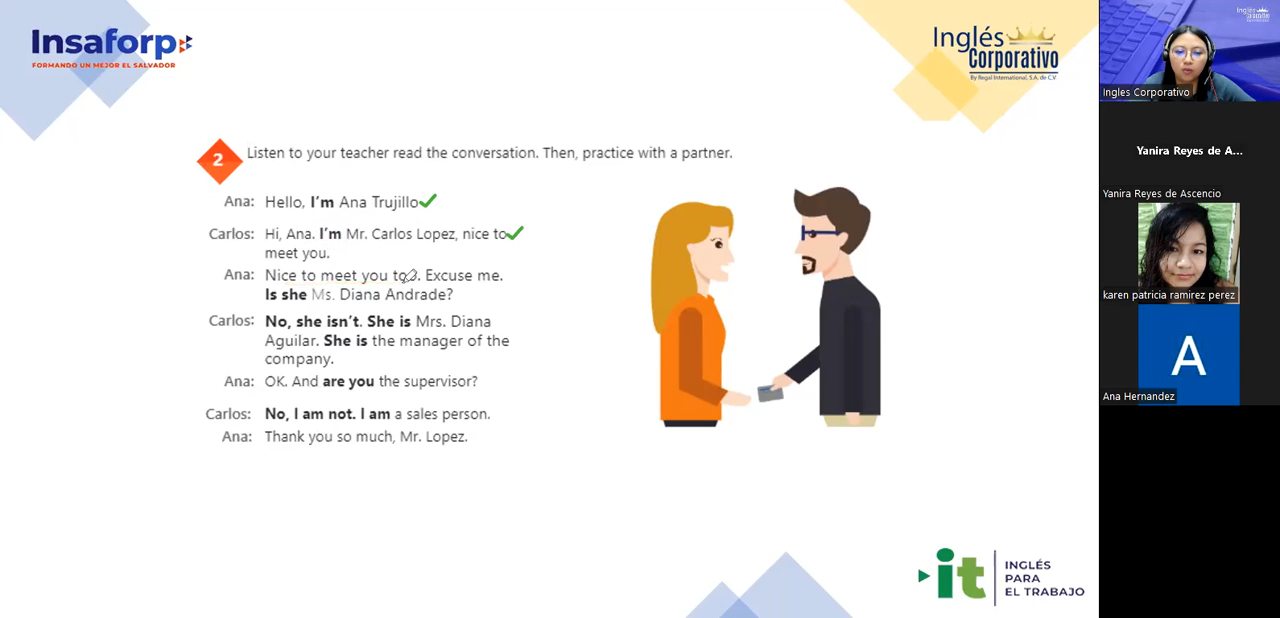 Insaforp
FORMANDO UN MEJOR EL SALVADOR
Inglés
Corporativo
By Regal International, S.A. de C.V
2
Listen to your teacher read the conversation. Then, practice with a partner.
Ana: Hello, I'm Ana Trujillo
Carlos: Hi, Ana. I'm Mr. Carlos Lopez, nice to
meet you.
Ana: Nice to meet you too. Excuse me.
Is she Ms. Diana Andrade?
Carlos: No, she isn't. She is Mrs. Diana
Aguilar. She is the manager of the
company.
Ana: OK. And are you the supervisor?
Carlos: No, I am not. I am a sales person.
Ana: Thank you so much, Mr. Lopez.
it
INGLÉS
PARA
EL TRABAJO
Ingles Corporativo
Yanira Reyes de A...
Yanira Reyes de Ascencio
karen patricia ramirez perez
A
Ana Hernandez